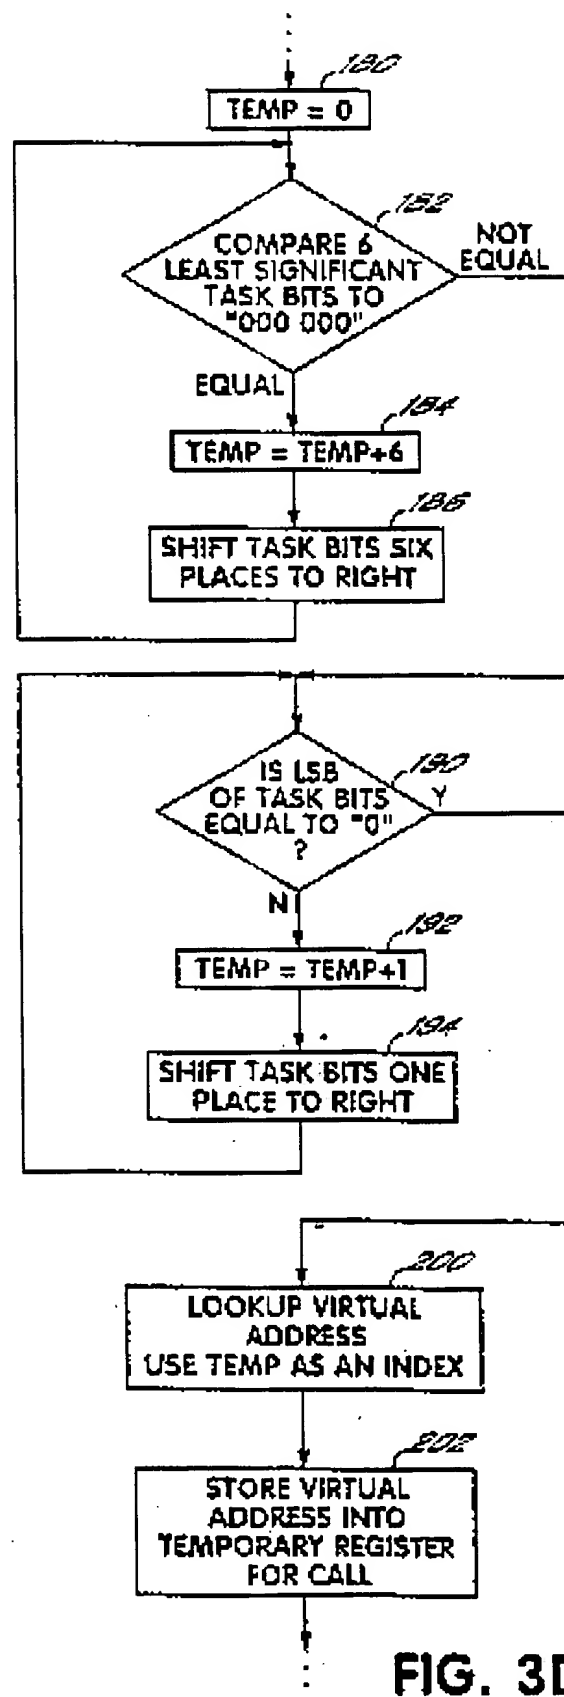 180
TEMP = 0
182
COMPARE 6
LEAST SIGNIFICANT
TASK BITS TO
"000 000"
NOT
EQUAL
EQUAL
184
TEMP = TEMP+6
186
SHIFT TASK BITS SIX
PLACES TO RIGHT
190
IS LSB
OF TASK BITS
EQUAL TO "0"
?
Y
N
192
TEMP = TEMP+1
194
SHIFT TASK BITS ONE
PLACE TO RIGHT
200
LOOKUP VIRTUAL
ADDRESS
USE TEMP AS AN INDEX
202
STORE VIRTUAL
ADDRESS INTO
TEMPORARY REGISTER
FOR CALL
FIG. 3D